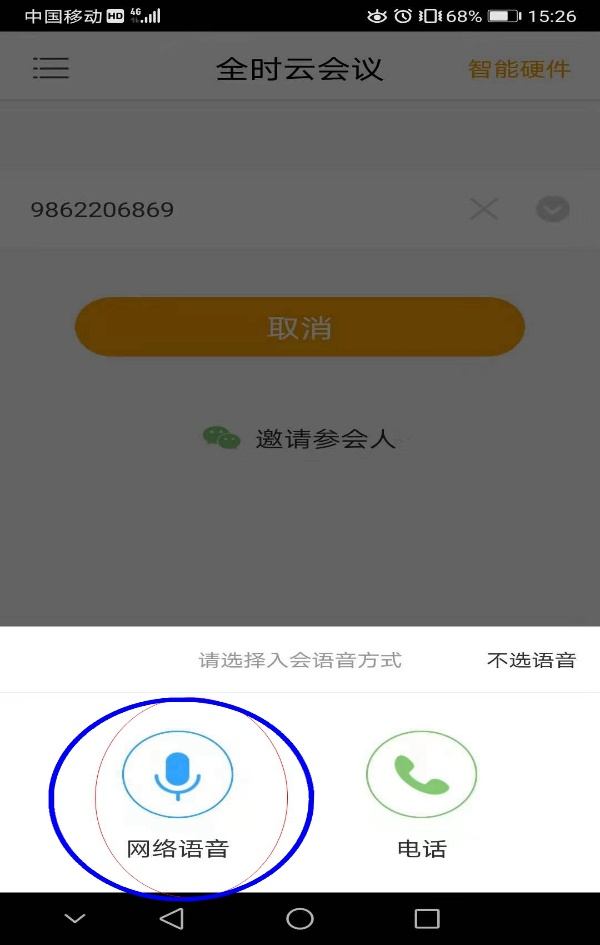 中国移动 HD 4G 68% 15:26
全时云会议 智能硬件
9862206869
取消
邀请参会人
请选择入会语音方式 不选语音
网络语音 电话